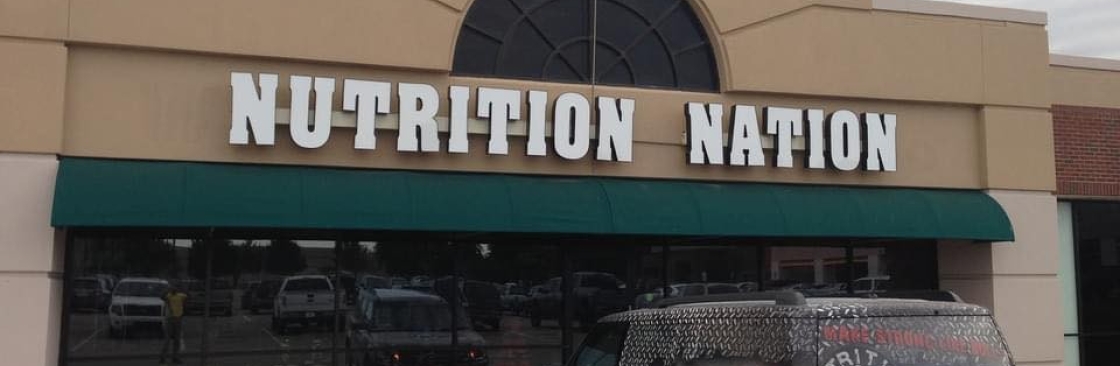 NUTRITION NATION
MAKE STRONG